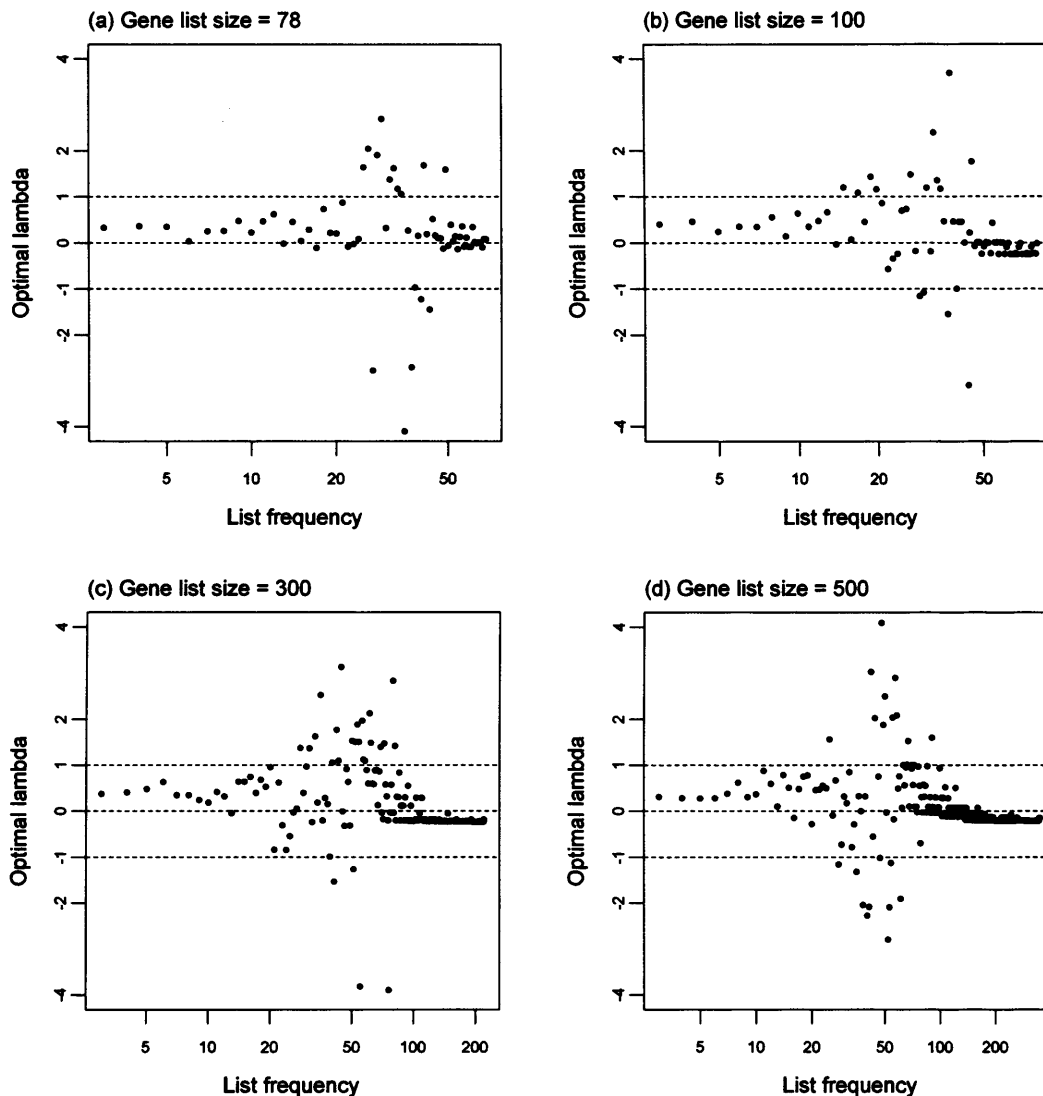 (a) Gene list size = 78
Optimal lambda
4
2
1
0
-1
-2
-4
5 10 20 50
List frequency
(b) Gene list size = 100
Optimal lambda
4
2
1
0
-1
-2
-4
5 10 20 50
List frequency
(c) Gene list size = 300
Optimal lambda
4
2
1
0
-1
-2
-4
5 10 20 50 100 200
List frequency
(d) Gene list size = 500
Optimal lambda
4
2
1
0
-1
-2
-4
5 10 20 50 100 200
List frequency